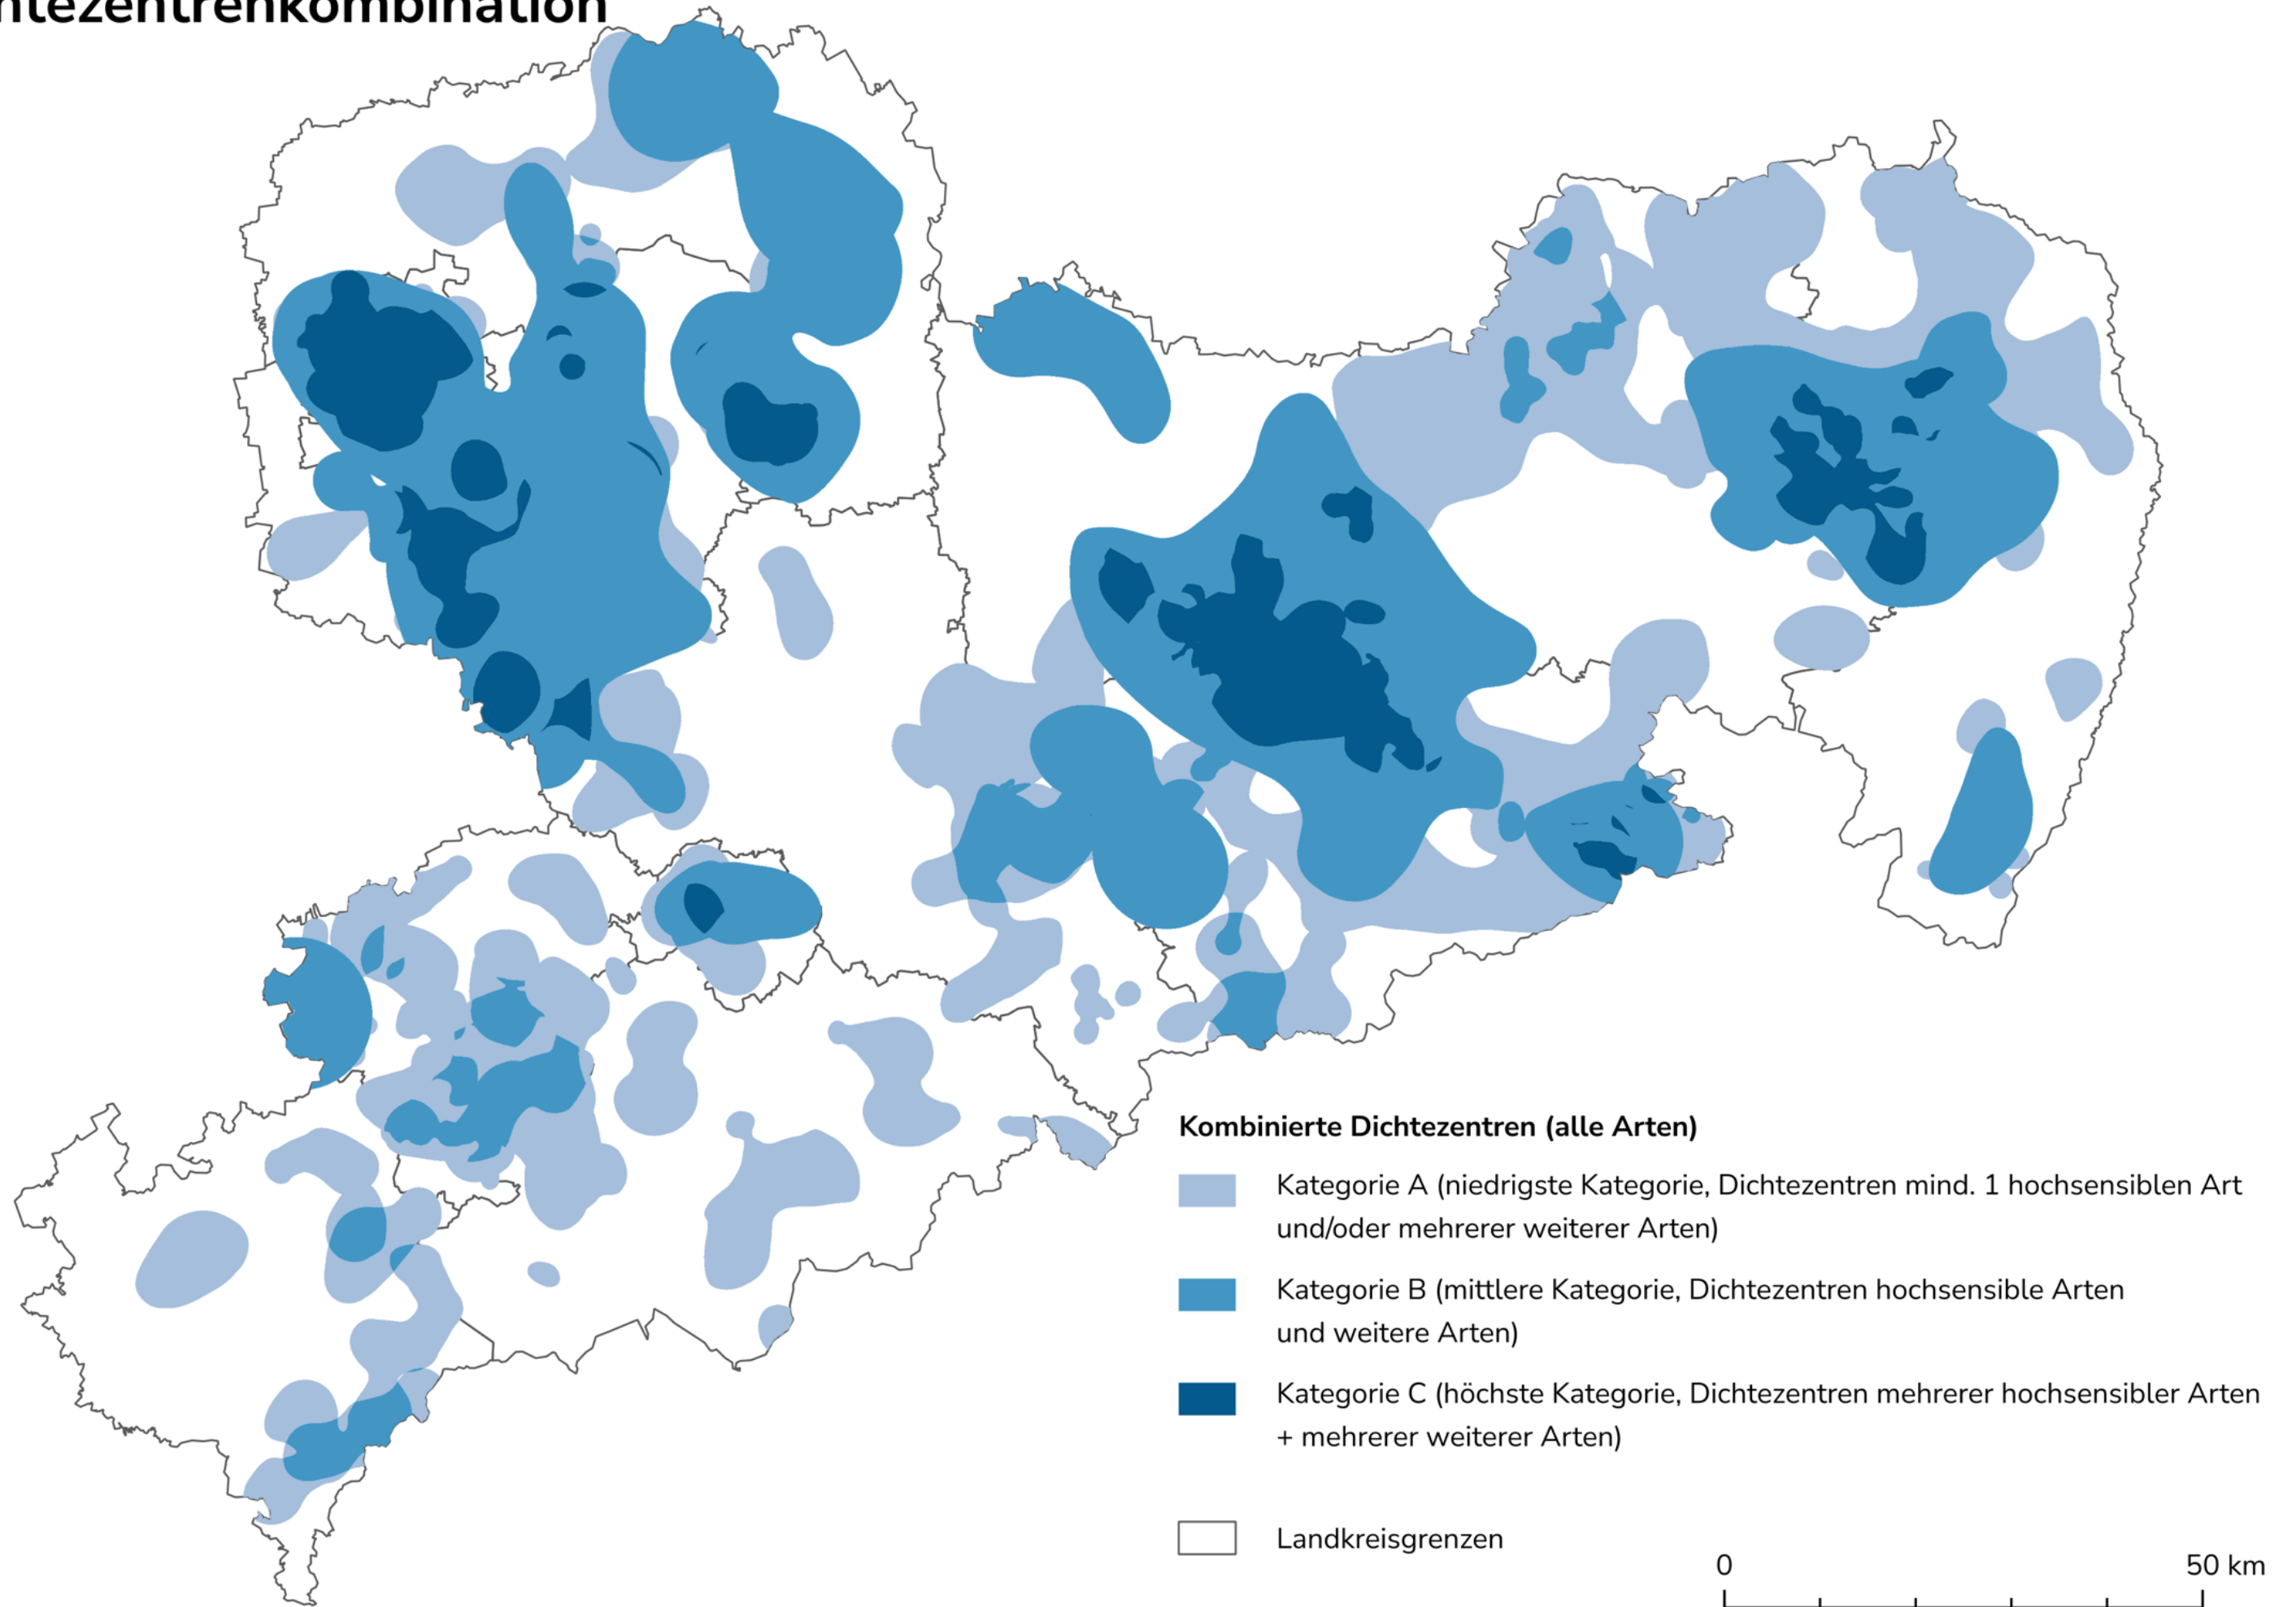 htezentrenkombination
Kombinierte Dichtezentren (alle Arten)
Kategorie A (niedrigste Kategorie, Dichtezentren mind. 1 hochsensiblen Art
und/oder mehrerer weiterer Arten)
Kategorie B (mittlere Kategorie, Dichtezentren hochsensible Arten
und weitere Arten)
Kategorie C (höchste Kategorie, Dichtezentren mehrerer hochsensibler Arten
+ mehrerer weiterer Arten)
Landkreisgrenzen
0 50 km